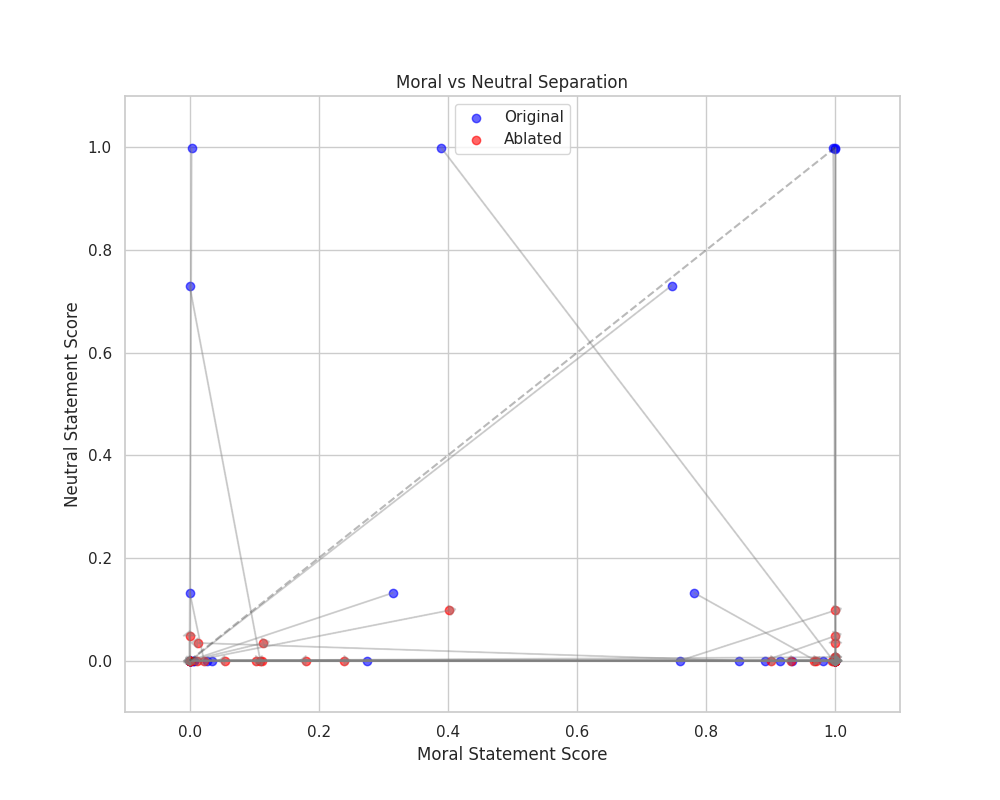 Moral vs Neutral Separation
Original
Ablated
Neutral Statement Score
1.0
0.8
0.6
0.4
0.2
0.0
0.0 0.2 0.4 0.6 0.8 1.0
Moral Statement Score